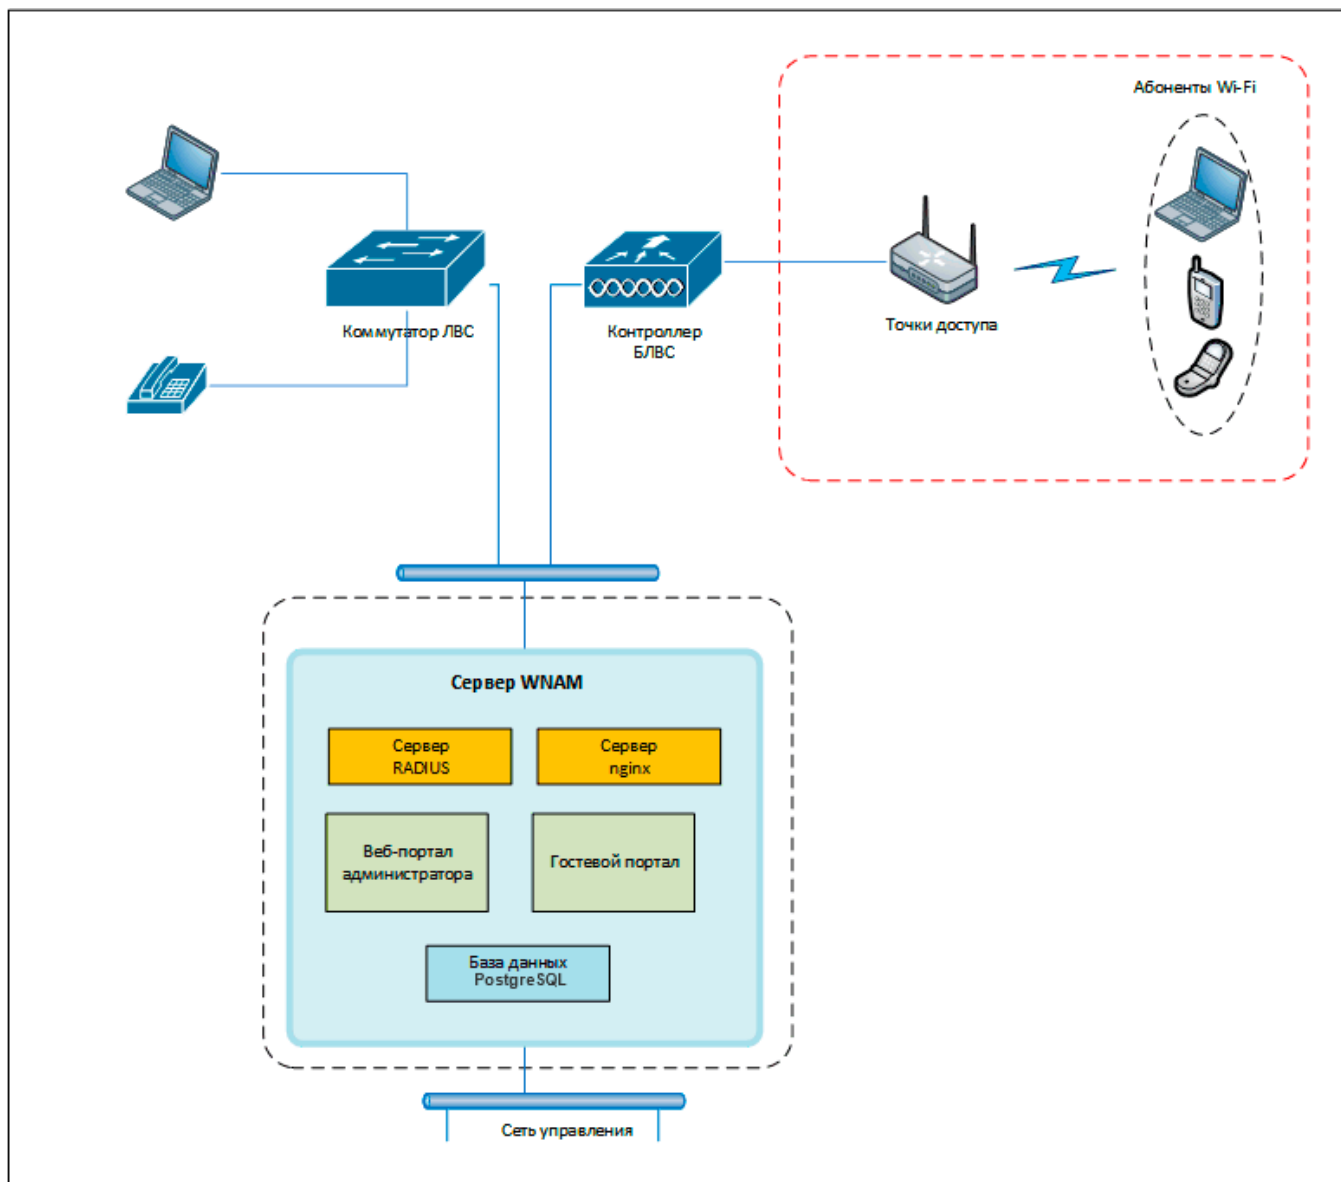 Абоненты Wi-Fi
Коммутатор ЛВС
Контроллер
БЛВС
Точки доступа
Сервер WNAM
Сервер
RADIUS
Сервер
nginx
Веб-портал
администратора
Гостевой портал
База данных
PostgreSQL
Сеть управления